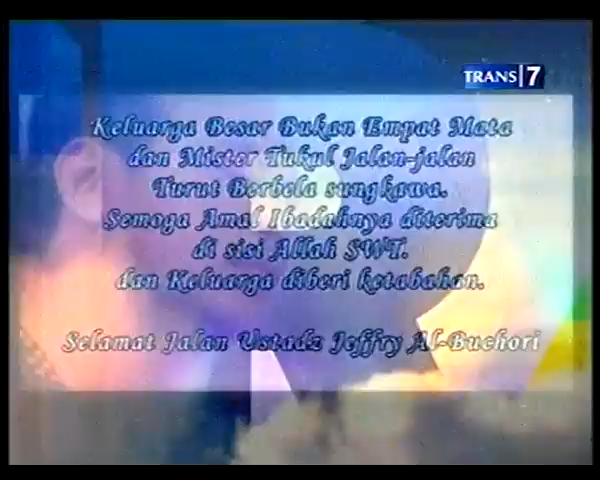 TRANS|7
Keluarga Besar Bukan Empat Mata
dan Mister Tukul Jalan-jalan
Turut Berbela sungkawa.
Semoga Amal Ibadahnya diterima
di sisi Allah SWT.
dan Keluarga diberi ketabahan.
Selamat Jalan Ustadz Jeffry Al-Buchori